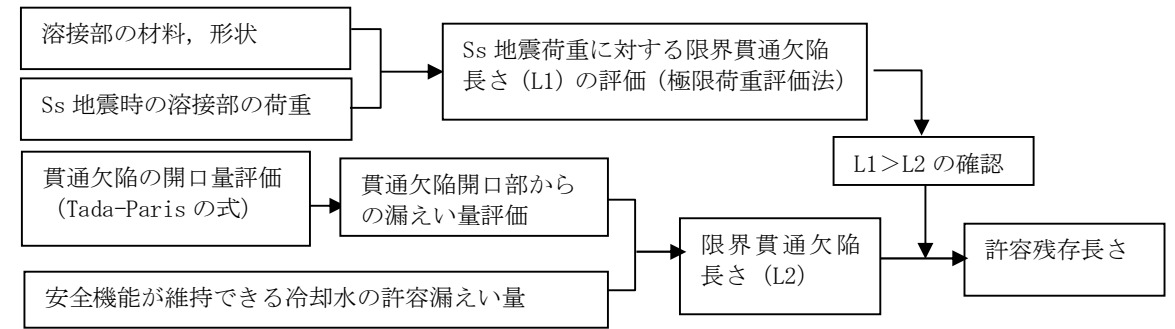 溶接部の材料，形状
Ss 地震時の溶接部の荷重
Ss 地震荷重に対する限界貫通欠陥
長さ（L1）の評価（極限荷重評価法）
L1＞L2 の確認
貫通欠陥の開口量評価
（Tada-Paris の式）
貫通欠陥開口部から
の漏えい量評価
安全機能が維持できる冷却水の許容漏えい量
限界貫通欠陥
長さ（L2）
許容残存長さ